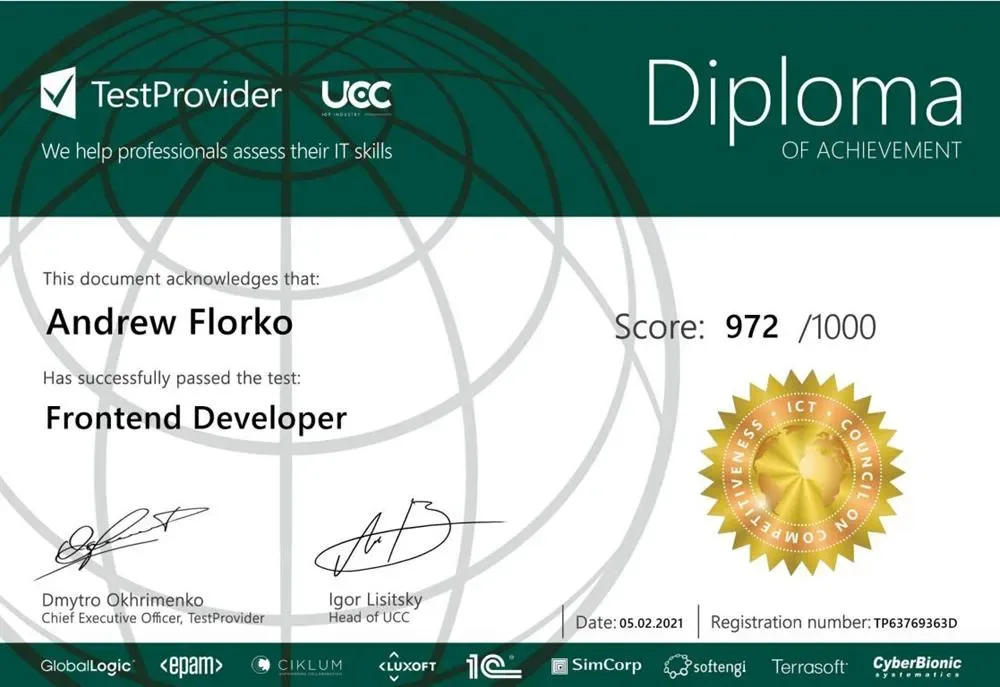 TestProvider
UCC
ICT INDUSTRY
We help professionals assess their IT skills
Diploma
OF ACHIEVEMENT
This document acknowledges that:
Andrew Florko
Has successfully passed the test:
Frontend Developer
Score: 972 /1000
ICT · COUNCIL ON COMPETITIVENESS ·
Dmytro Okhrimenko
Chief Executive Officer, TestProvider
Igor Lisitsky
Head of UCC
Date: 05.02.2021
Registration number: TP63769363D
GlobalLogic
<epam>
CIKLUM
LUXOFT
1C
SimCorp
softengi
Terrasoft
CyberBionic
systematics